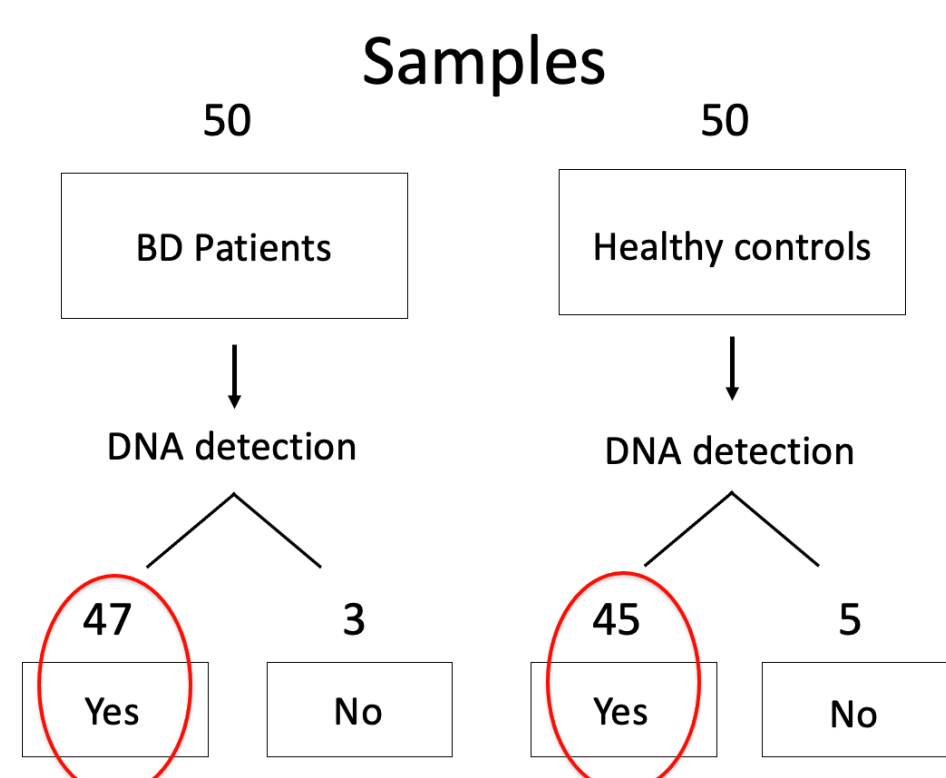 Samples
50
50
BD Patients
Healthy controls
DNA detection
DNA detection
47
3
45
5
Yes
No
Yes
No